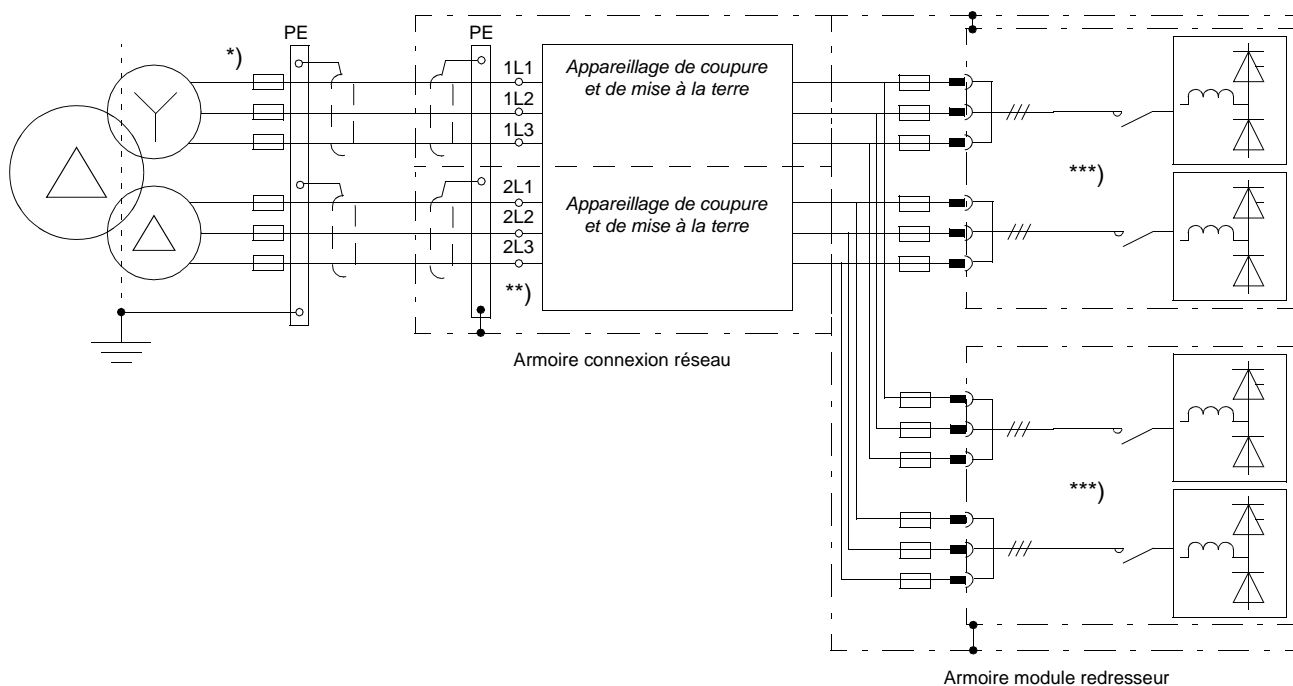 PE
PE
*)
1L1
1L2
1L3
Appareillage de coupure
et de mise à la terre
***)
2L1
2L2
2L3
Appareillage de coupure
et de mise à la terre
**)
Armoire connexion réseau
***)
Armoire module redresseur